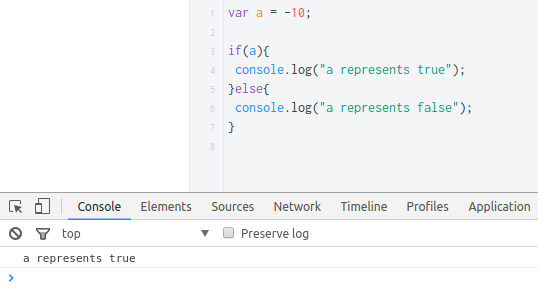 1 var a = -10;
2
3 if(a){
4 console.log("a represents true");
5 }else{
6 console.log("a represents false");
7 }
8
Console Elements Sources Network Timeline Profiles Application
top Preserve log
a represents true
>